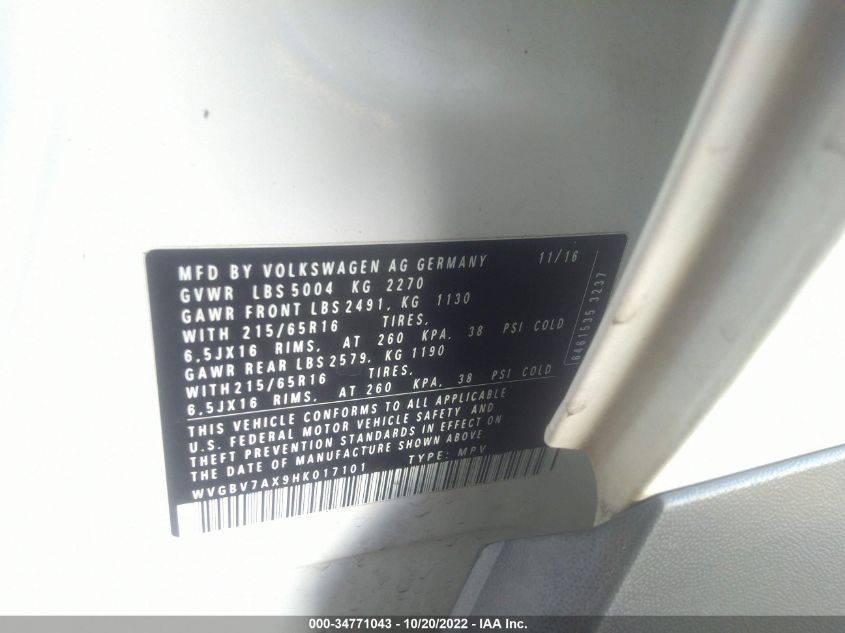 MFD BY VOLKSWAGEN AG GERMANY 11/16
GVWR LBS 5004 KG 2270
GAWR FRONT LBS 2491, KG 1130
WITH 215/65R16 TIRES,
6,5JX16 RIMS, AT 260 KPA, 38 PSI COLD
GAWR REAR LBS 2579, KG 1190
WITH 215/65R16 TIRES,
6,5JX16 RIMS, AT 260 KPA, 38 PSI COLD
THIS VEHICLE CONFORMS TO ALL APPLICABLE
U.S. FEDERAL MOTOR VEHICLE SAFETY AND
THEFT PREVENTION STANDARDS IN EFFECT ON
THE DATE OF MANUFACTURE SHOWN ABOVE.
WVGBV7AX9HK017101 TYPE: MPV
8461535 3237
000-34771043 - 10/20/2022 - IAA Inc.